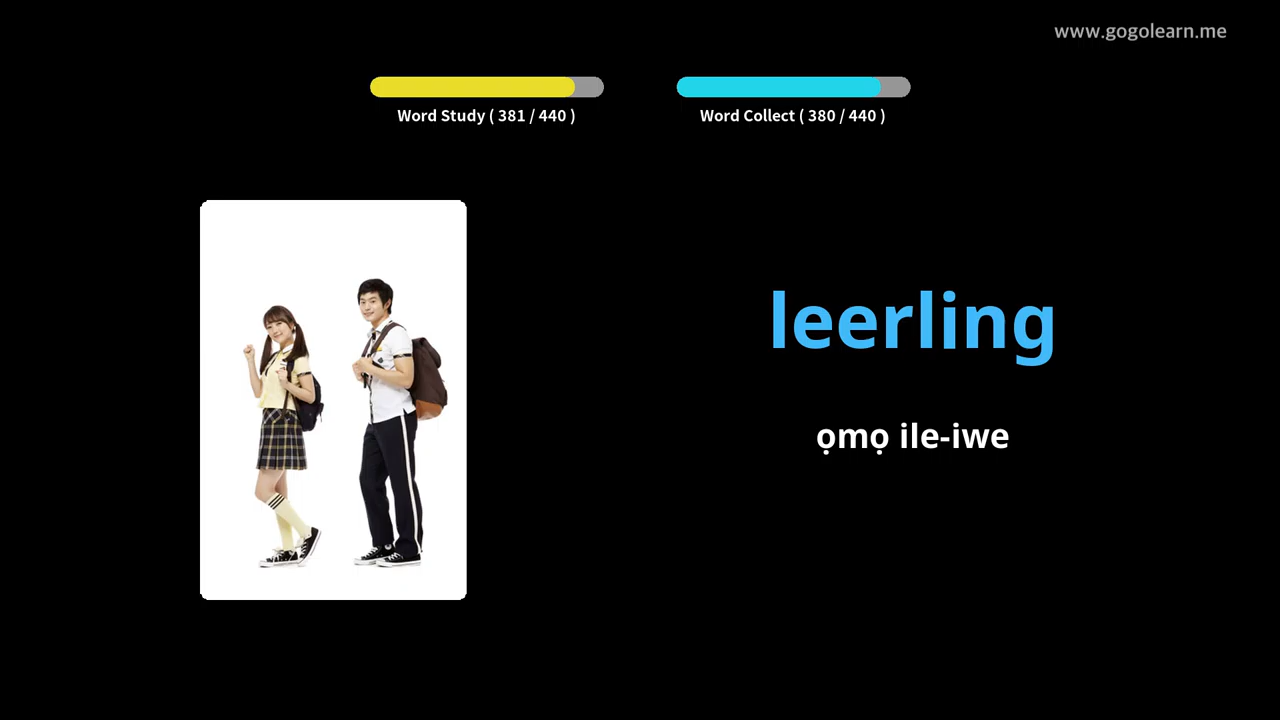 www.gogolearn.me
Word Study ( 381 / 440 )
Word Collect ( 380 / 440 )
leerling
ọmọ ile-iwe